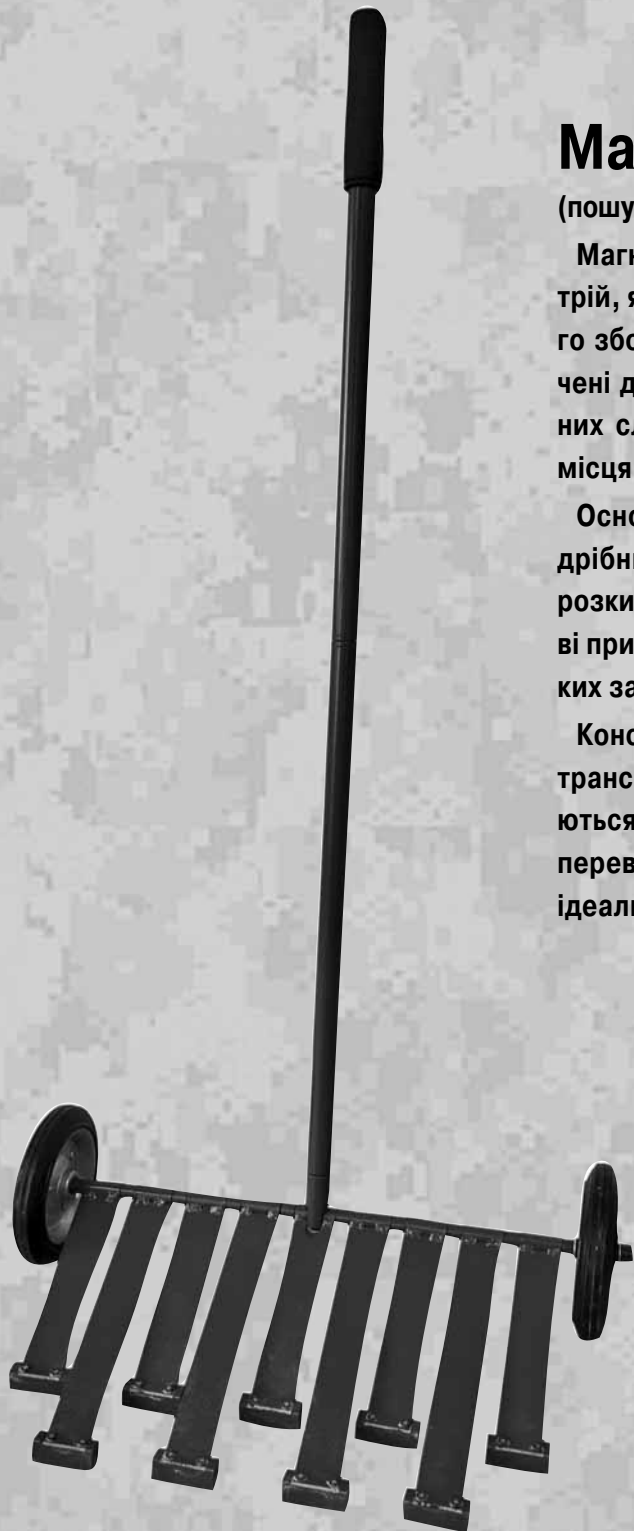 Ма
(пошу
Магн
трій, я
го збо
чені д
них сл
місця
Осно
дрібни
розки
ві при
ких за
Конс
транс
ються
перев
ідеаль